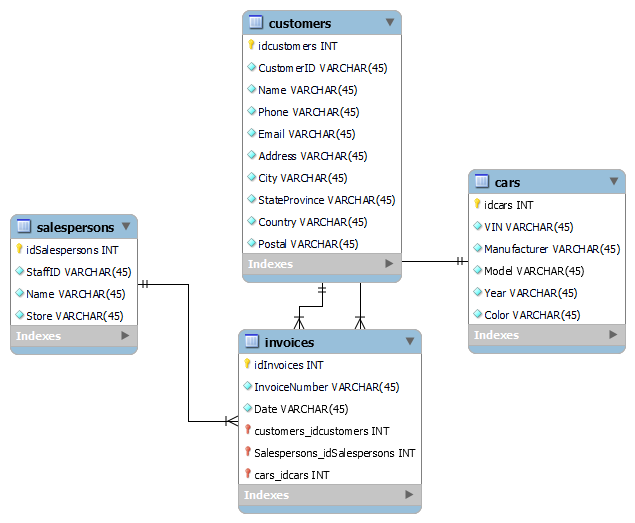 customers
idcustomers INT
CustomerID VARCHAR(45)
Name VARCHAR(45)
Phone VARCHAR(45)
Email VARCHAR(45)
Address VARCHAR(45)
City VARCHAR(45)
StateProvince VARCHAR(45)
Country VARCHAR(45)
Postal VARCHAR(45)
Indexes
cars
idcars INT
VIN VARCHAR(45)
Manufacturer VARCHAR(45)
Model VARCHAR(45)
Year VARCHAR(45)
Color VARCHAR(45)
Indexes
salespersons
idSalespersons INT
StaffID VARCHAR(45)
Name VARCHAR(45)
Store VARCHAR(45)
Indexes
invoices
idInvoices INT
InvoiceNumber VARCHAR(45)
Date VARCHAR(45)
customers_idcustomers INT
Salespersons_idSalespersons INT
cars_idcars INT
Indexes